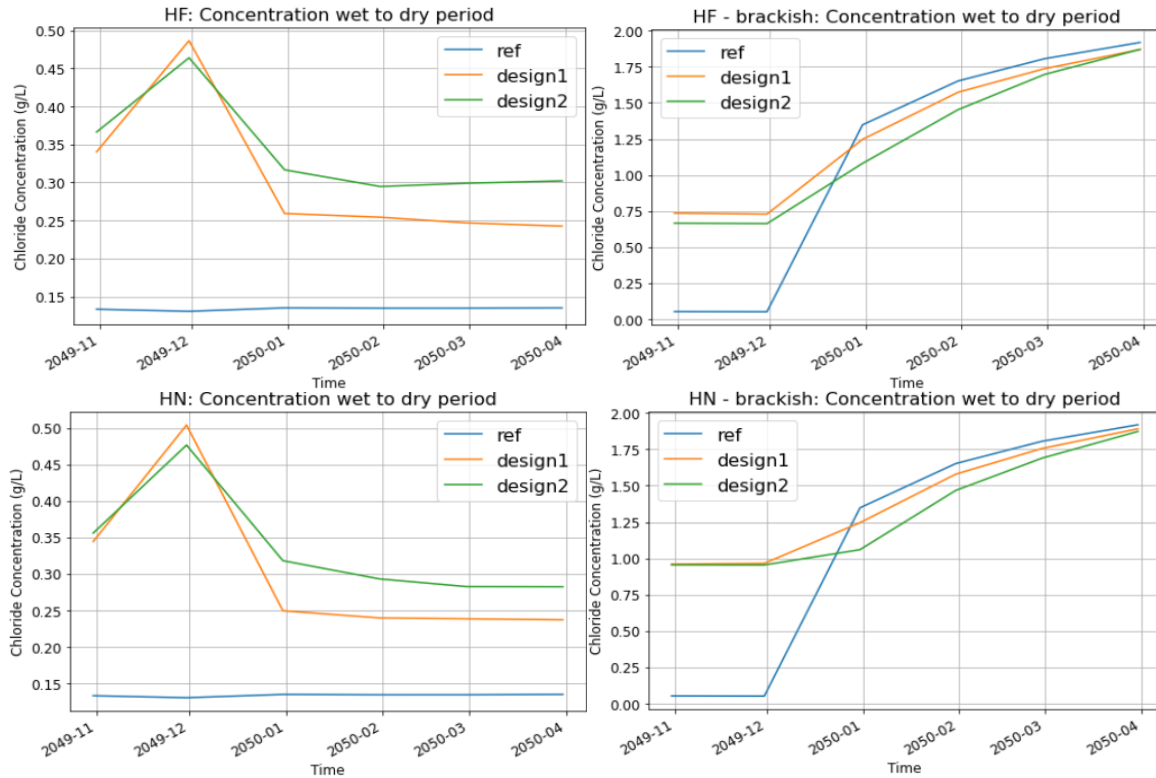 HF: Concentration wet to dry period
Chloride Concentration (g/L)
0.50
0.45
0.40
0.35
0.30
0.25
0.20
0.15
ref
design1
design2
2049-11
2049-12
2050-01
2050-02
2050-03
2050-04
Time
HF - brackish: Concentration wet to dry period
Chloride Concentration (g/L)
2.00
1.75
1.50
1.25
1.00
0.75
0.50
0.25
0.00
ref
design1
design2
2049-11
2049-12
2050-01
2050-02
2050-03
2050-04
Time
HN: Concentration wet to dry period
Chloride Concentration (g/L)
0.50
0.45
0.40
0.35
0.30
0.25
0.20
0.15
ref
design1
design2
2049-11
2049-12
2050-01
2050-02
2050-03
2050-04
Time
HN - brackish: Concentration wet to dry period
Chloride Concentration (g/L)
2.00
1.75
1.50
1.25
1.00
0.75
0.50
0.25
0.00
ref
design1
design2
2049-11
2049-12
2050-01
2050-02
2050-03
2050-04
Time